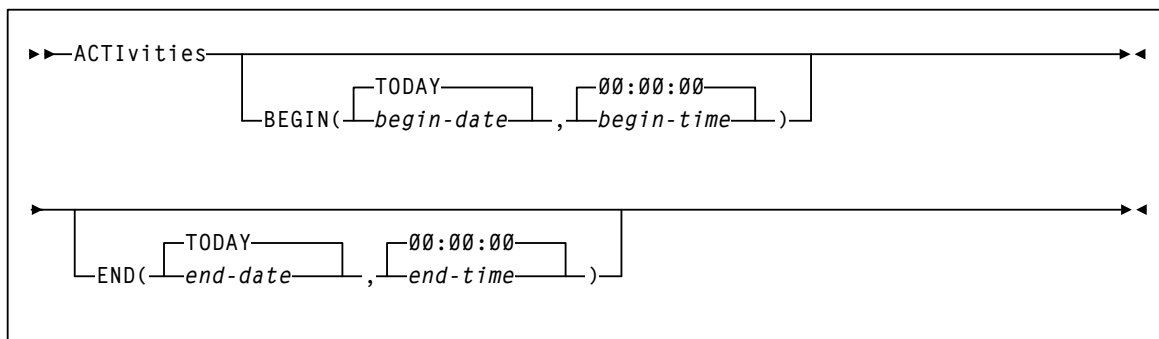 ACTIvities
TODAY 00:00:00
BEGIN( begin-date , begin-time )
TODAY 00:00:00
END( end-date , end-time )